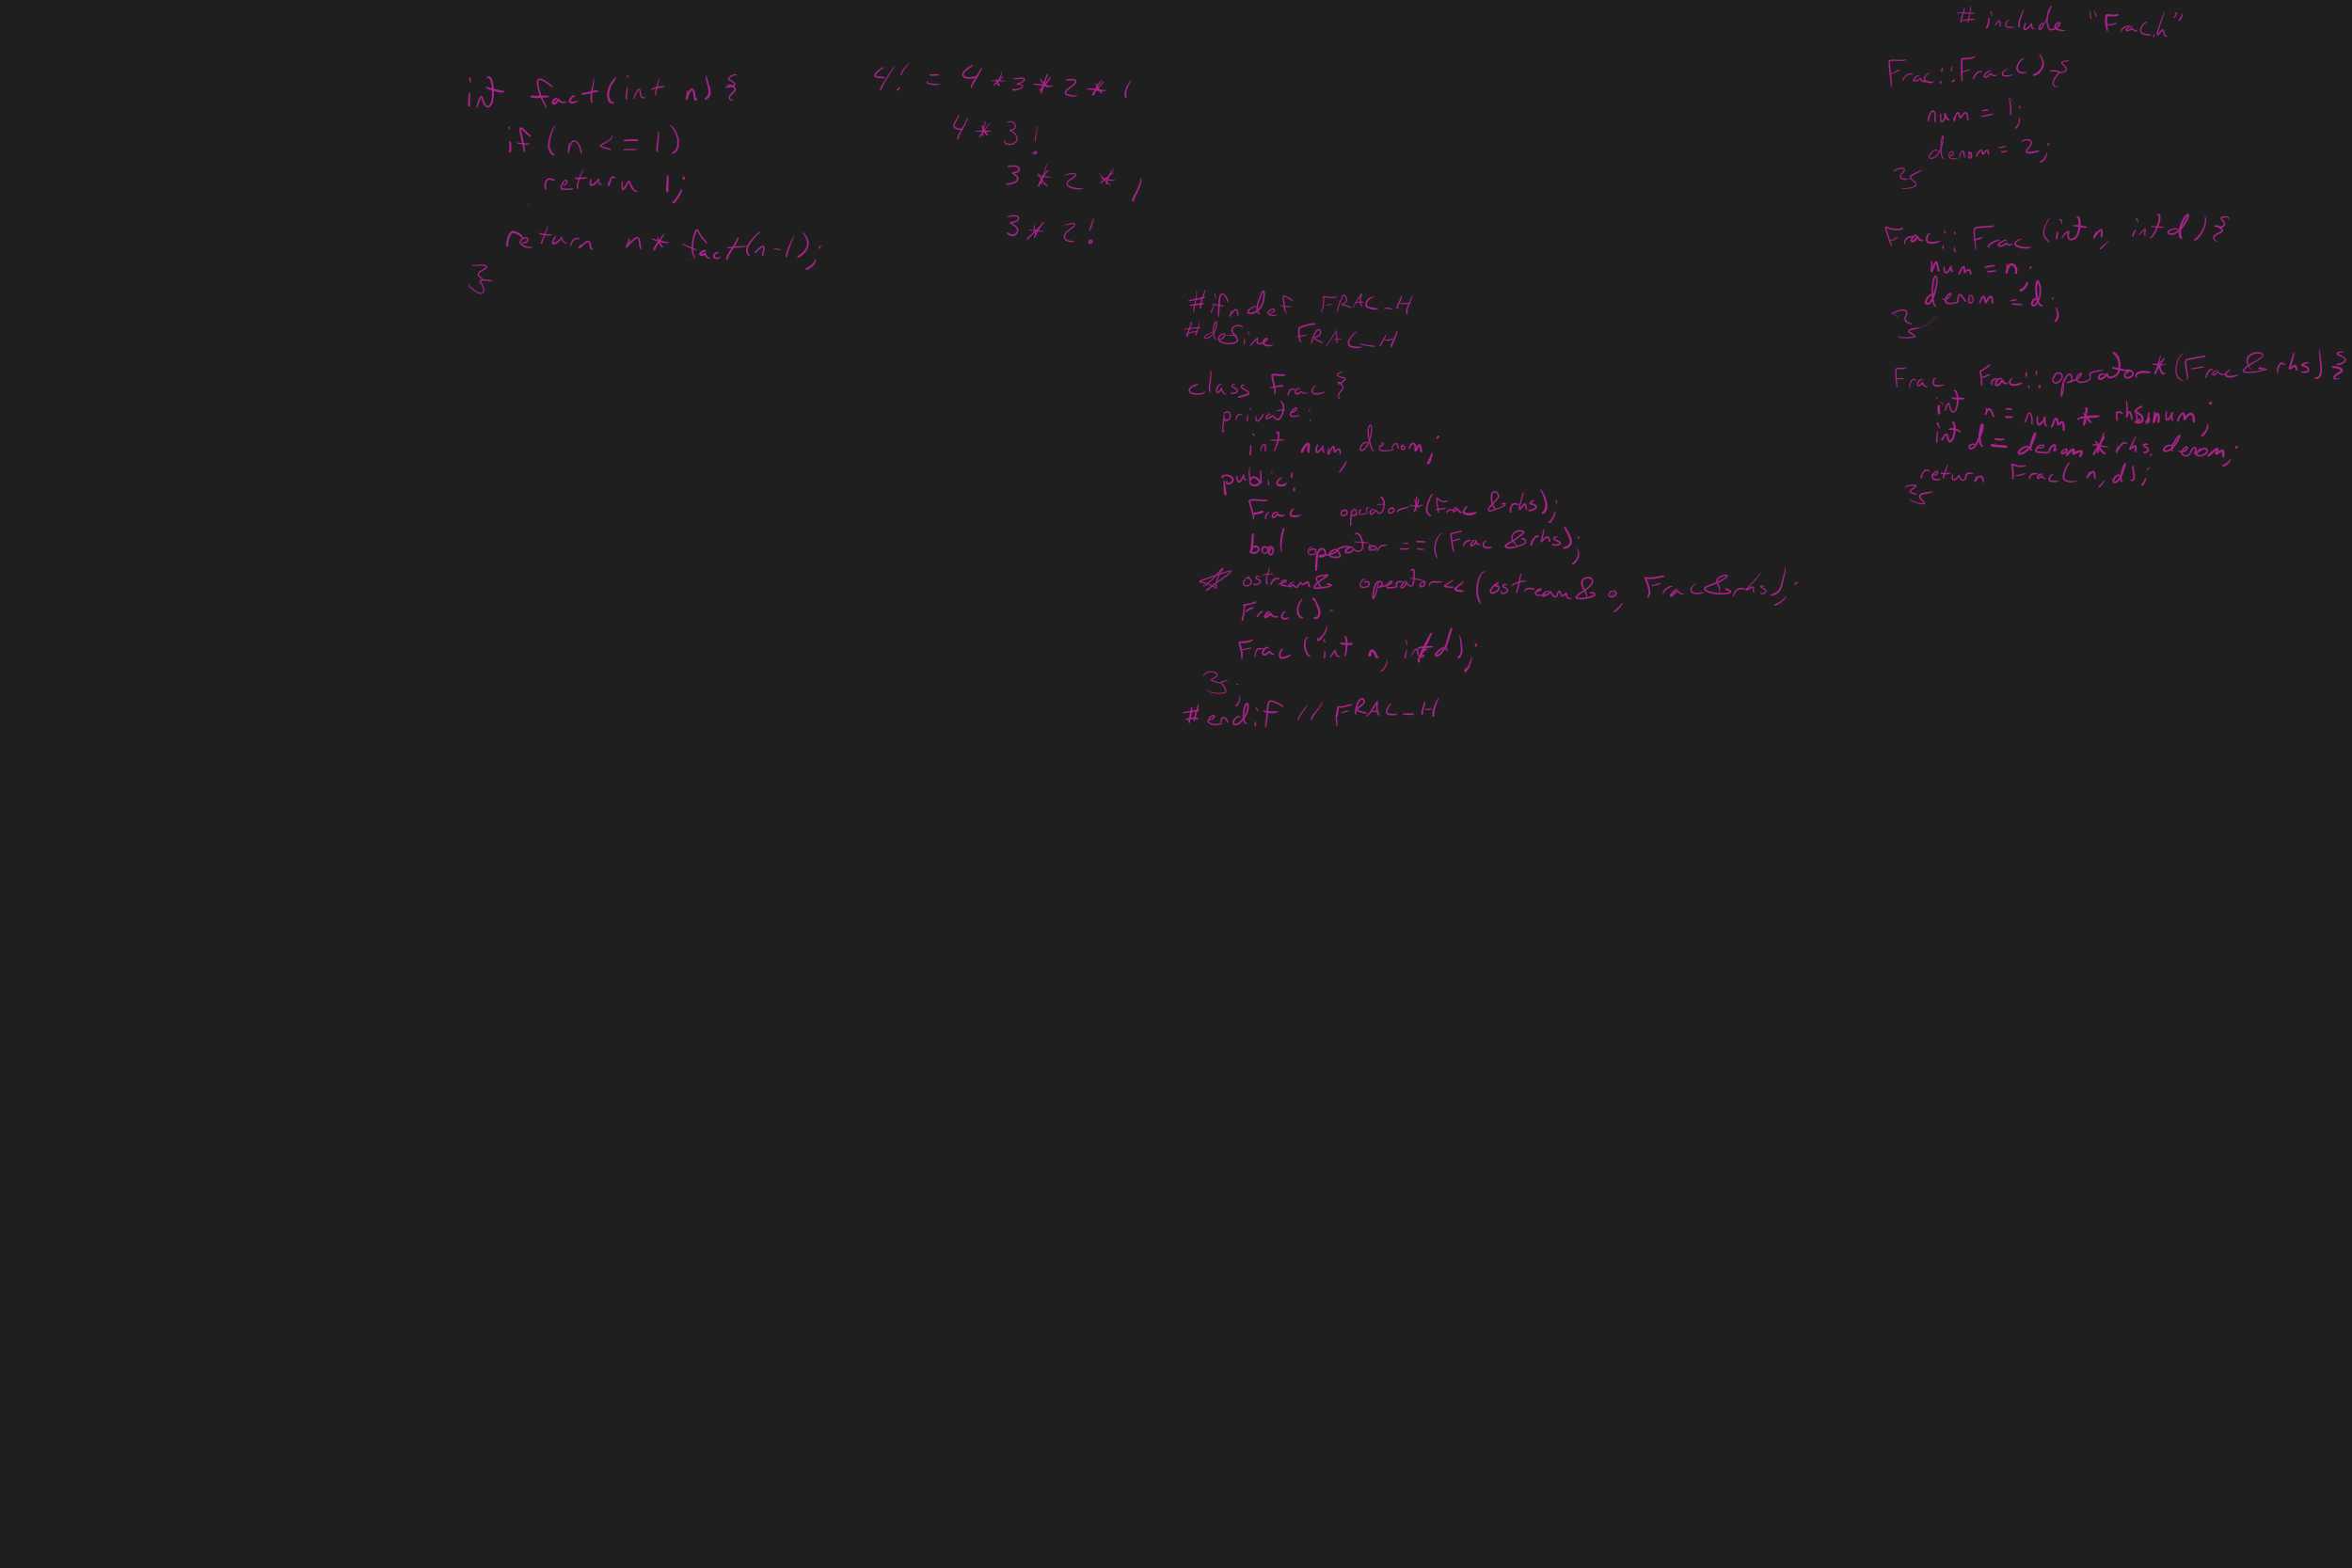 int fact(int n){
if (n <= 1)
return 1;
return n * fact(n-1);
}
4! = 4 * 3 * 2 * 1
4 * 3!
3 * 2 * 1
3 * 2!
#ifndef FRAC_H
#define FRAC_H
class Frac {
private:
int num, denom;
public:
Frac operator*(Frac &rhs);
bool operator ==(Frac &rhs);
ostream& operator<< (ostream& o, Frac&rhs);
Frac();
Frac (int n, int d);
};
#endif // FRAC_H
#include "Frac.h"
Frac::Frac(){
num = 1;
denom = 2;
}
Frac::Frac (int n, int d) {
num = n;
denom = d;
}
Frac Frac::operator*(Frac& rhs) {
int n = num * rhs.num;
int d = denom * rhs.denom;
return Frac(n,d);
}